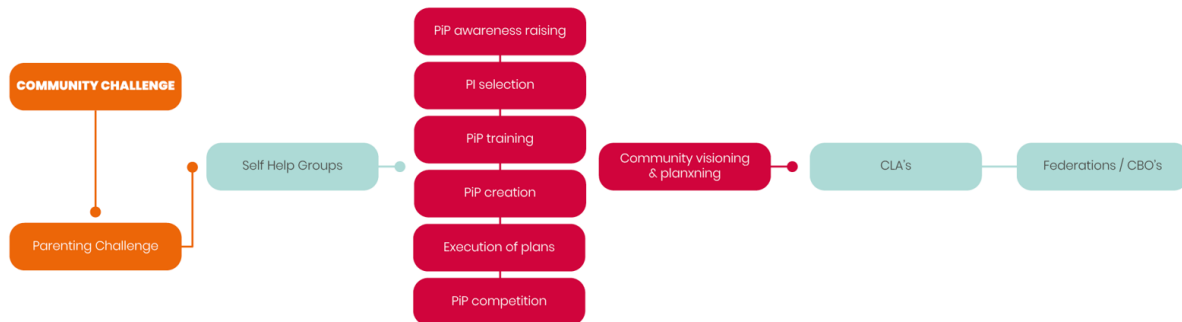 COMMUNITY CHALLENGE
Parenting Challenge
Self Help Groups
PiP awareness raising
PI selection
PiP training
PiP creation
Execution of plans
PiP competition
Community visioning
& planxning
CLA's
Federations / CBO's